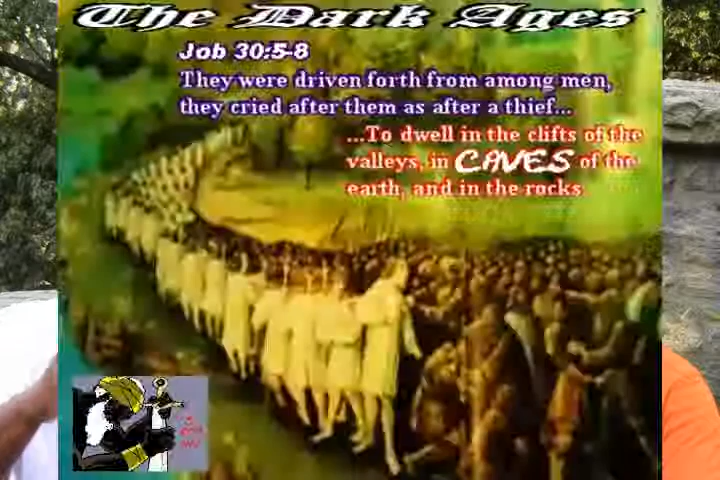 The Dark Ages
Job 30:5-8
They were driven forth from among men,
they cried after them as after a thief...
...To dwell in the clifts of the
valleys, in CAVES of the
earth, and in the rocks